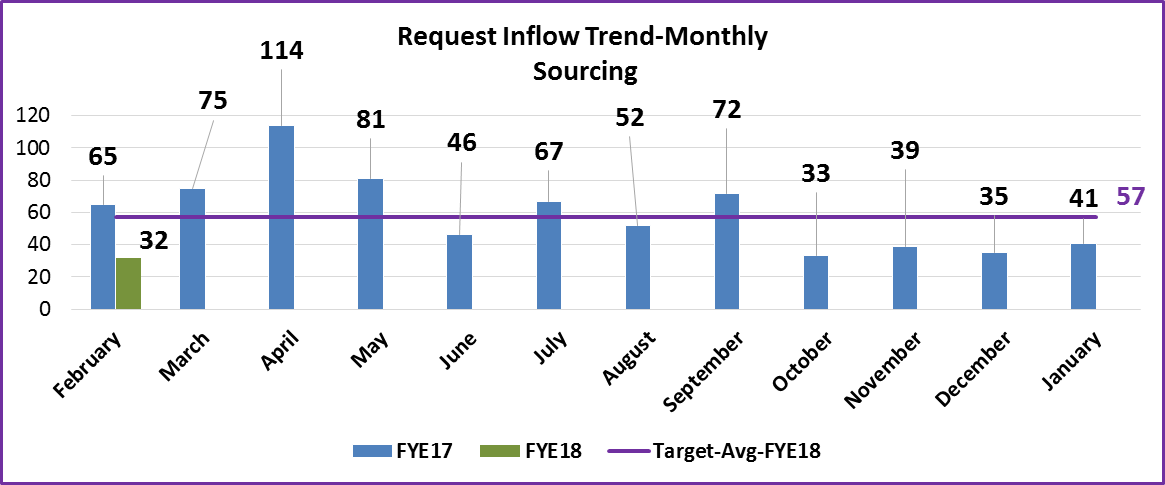 Request Inflow Trend-Monthly
Sourcing
114
75
81
72
52
46
67
39
65
33
35
41
57
32
120
100
80
60
40
20
0
February
March
April
May
June
July
August
September
October
November
December
January
FYE17
FYE18
Target-Avg-FYE18